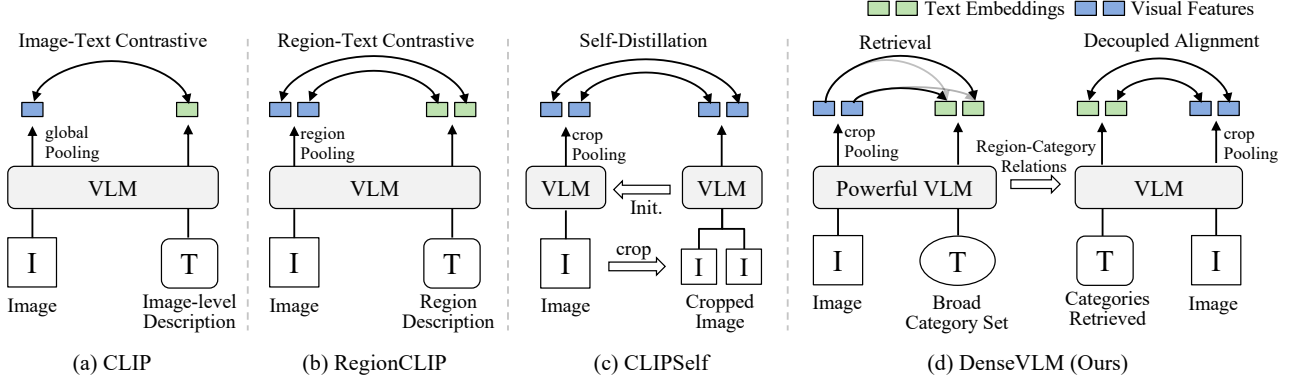 Text Embeddings Visual Features
Image-Text Contrastive
global
Pooling
VLM
I
T
Image
Image-level
Description
(a) CLIP
Region-Text Contrastive
region
Pooling
VLM
I
T
Image
Region
Description
(b) RegionCLIP
Self-Distillation
crop
Pooling
VLM
VLM
Init.
crop
I
I I
Image
Cropped
Image
(c) CLIPSelf
Retrieval
crop
Pooling
Powerful VLM
I
T
Image
Broad
Category Set
Region-Category
Relations
Decoupled Alignment
crop
Pooling
VLM
T
I
Categories
Retrieved
Image
(d) DenseVLM (Ours)